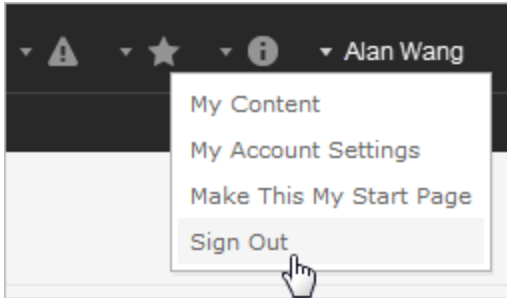 Alan Wang
My Content
My Account Settings
Make This My Start Page
Sign Out